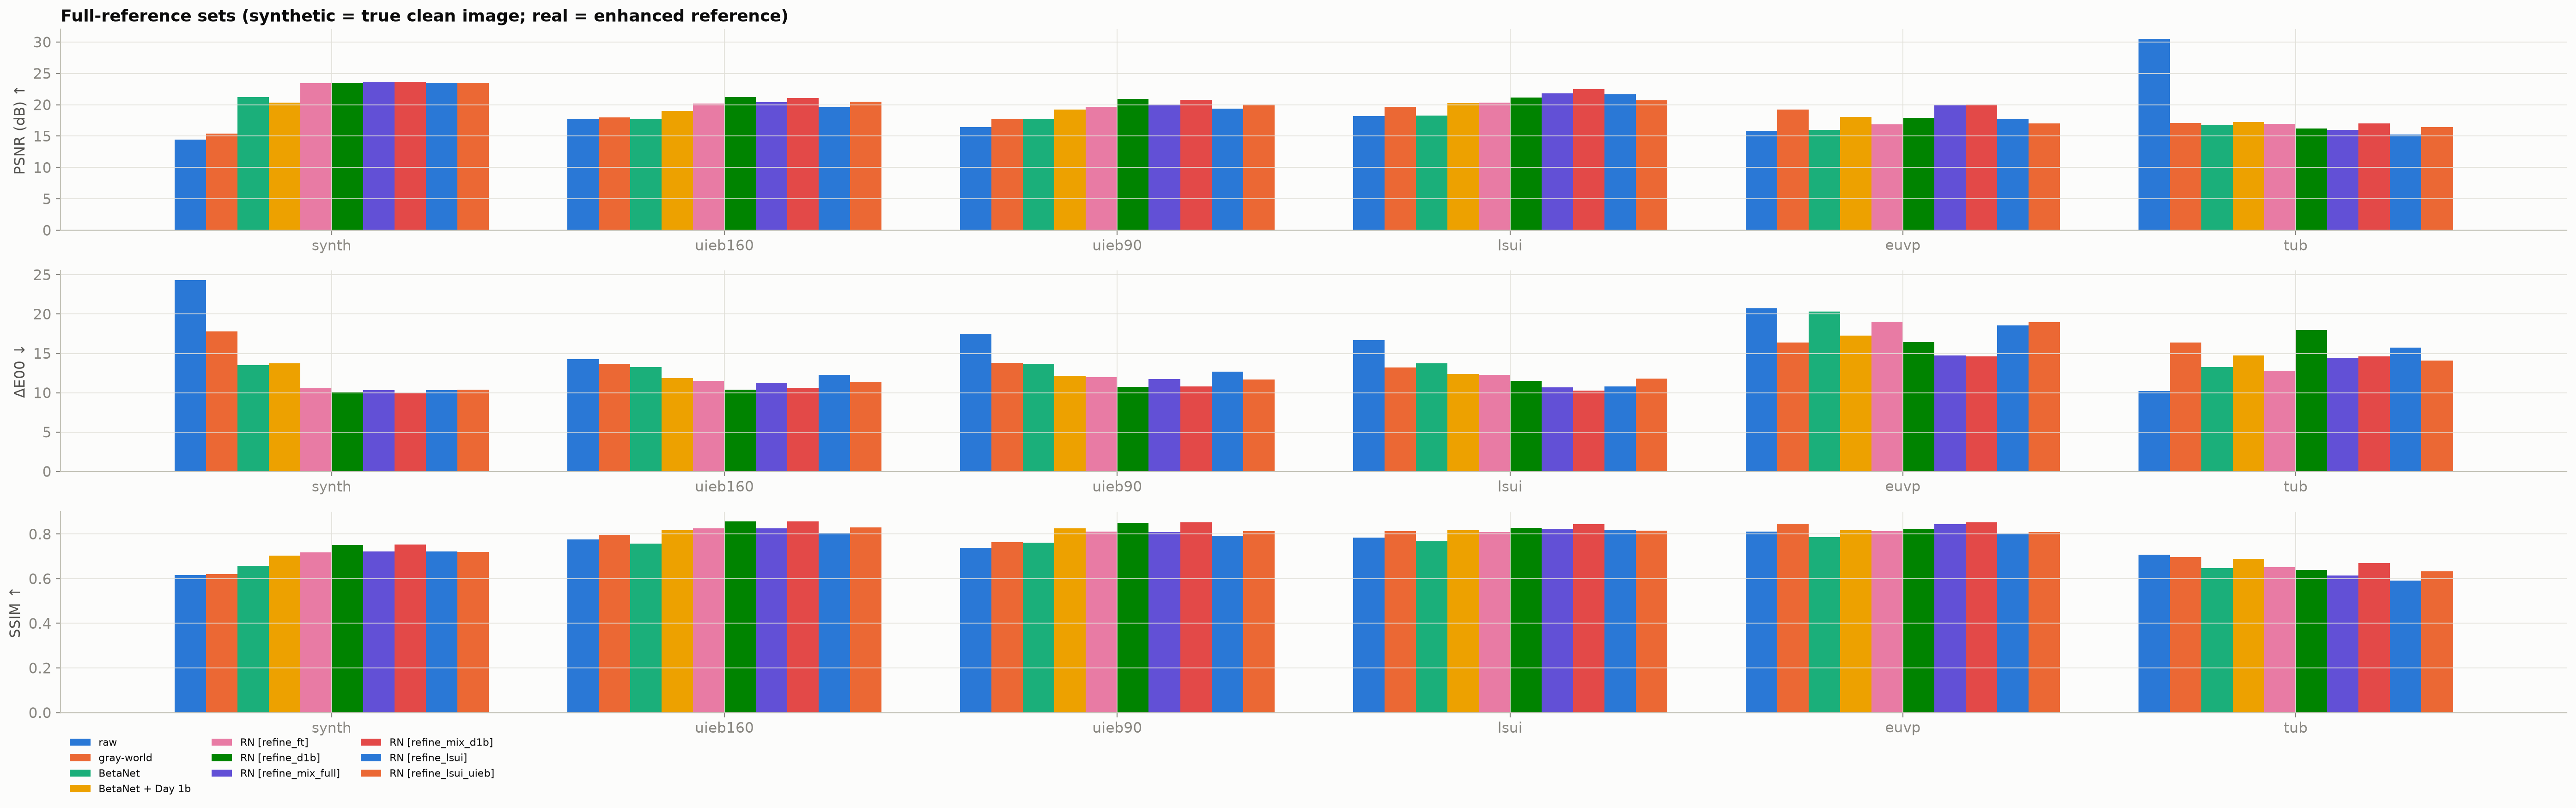 Full-reference sets (synthetic = true clean image; real = enhanced reference)
PSNR (dB) ↑
30
25
20
15
10
5
0
synth uieb160 uieb90 lsui euvp tub
ΔE00 ↓
25
20
15
10
5
0
synth uieb160 uieb90 lsui euvp tub
SSIM ↑
0.8
0.6
0.4
0.2
0.0
synth uieb160 uieb90 lsui euvp tub
raw
gray-world
BetaNet
BetaNet + Day 1b
RN [refine_ft]
RN [refine_d1b]
RN [refine_mix_full]
RN [refine_mix_d1b]
RN [refine_lsui]
RN [refine_lsui_uieb]